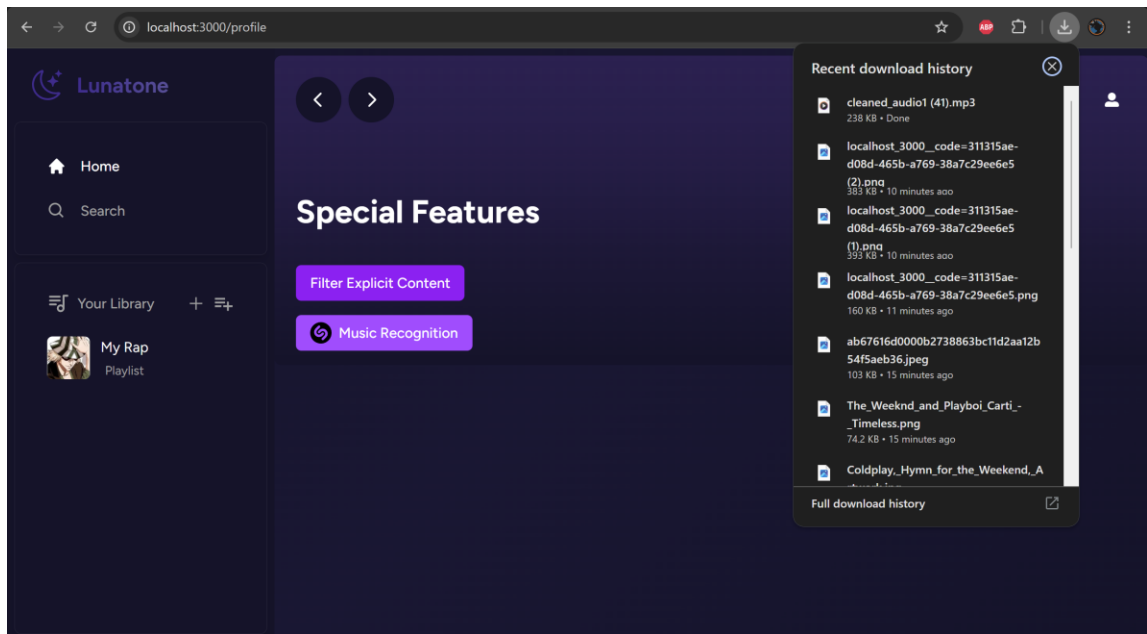 localhost:3000/profile
ABP
Lunatone
Home
Search
Your Library
My Rap
Playlist
Special Features
Filter Explicit Content
Music Recognition
Recent download history
cleaned_audio1 (41).mp3
238 KB • Done
localhost_3000__code=311315ae-
d08d-465b-a769-38a7c29ee6e5
(2).png
383 KB • 10 minutes ago
localhost_3000__code=311315ae-
d08d-465b-a769-38a7c29ee6e5
(1).png
393 KB • 10 minutes ago
localhost_3000__code=311315ae-
d08d-465b-a769-38a7c29ee6e5.png
160 KB • 11 minutes ago
ab67616d0000b2738863bc11d2aa12b
54f5aeb36.jpeg
103 KB • 15 minutes ago
The_Weeknd_and_Playboi_Carti_-
_Timeless.png
74.2 KB • 15 minutes ago
Coldplay,_Hymn_for_the_Weekend,_A
Full download history